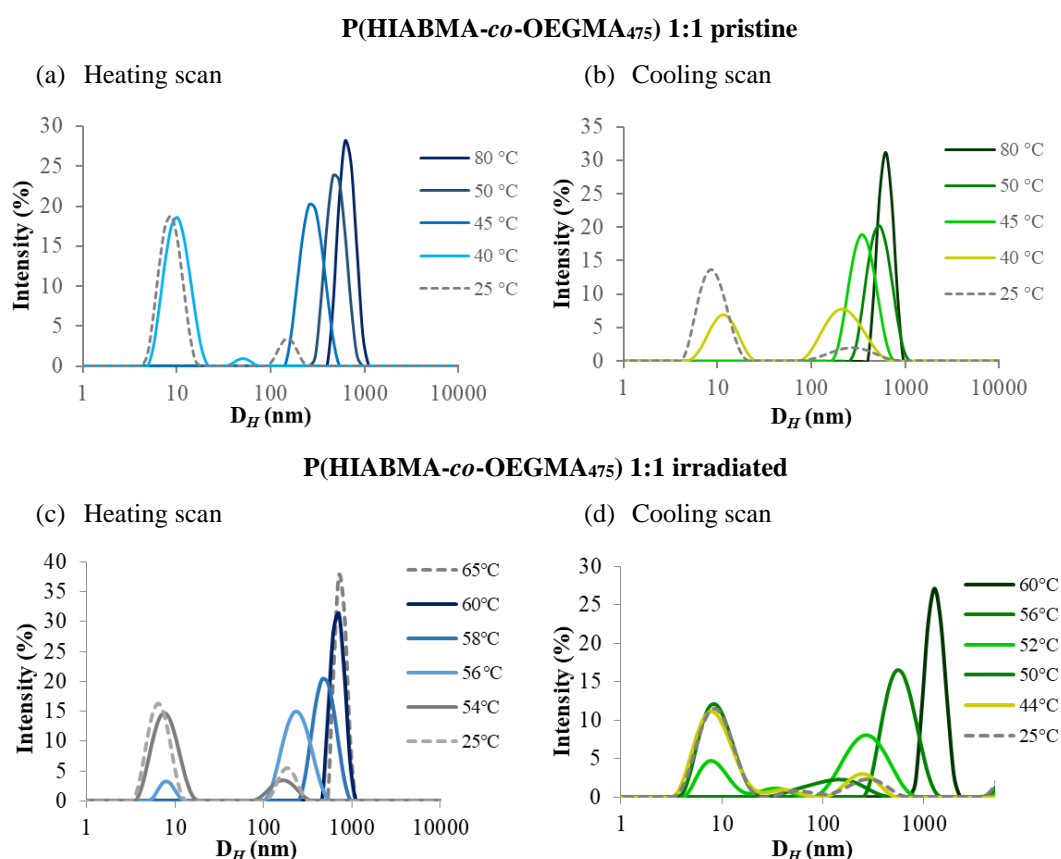 P(HIABMA-co-OEGMA475) 1:1 pristine
(a) Heating scan
(b) Cooling scan
30
25
20
15
10
5
0
Intensity (%)
1 10 100 1000 10000
DH (nm)
80 °C
50 °C
45 °C
40 °C
25 °C
35
30
25
20
15
10
5
0
Intensity (%)
1 10 100 1000 10000
DH (nm)
80 °C
50 °C
45 °C
40 °C
25 °C
P(HIABMA-co-OEGMA475) 1:1 irradiated
(c) Heating scan
(d) Cooling scan
40
35
30
25
20
15
10
5
0
Intensity (%)
1 10 100 1000 10000
DH (nm)
65°C
60°C
58°C
56°C
54°C
25°C
30
25
20
15
10
5
0
Intensity (%)
1 10 100 1000
DH (nm)
60°C
56°C
52°C
50°C
44°C
25°C